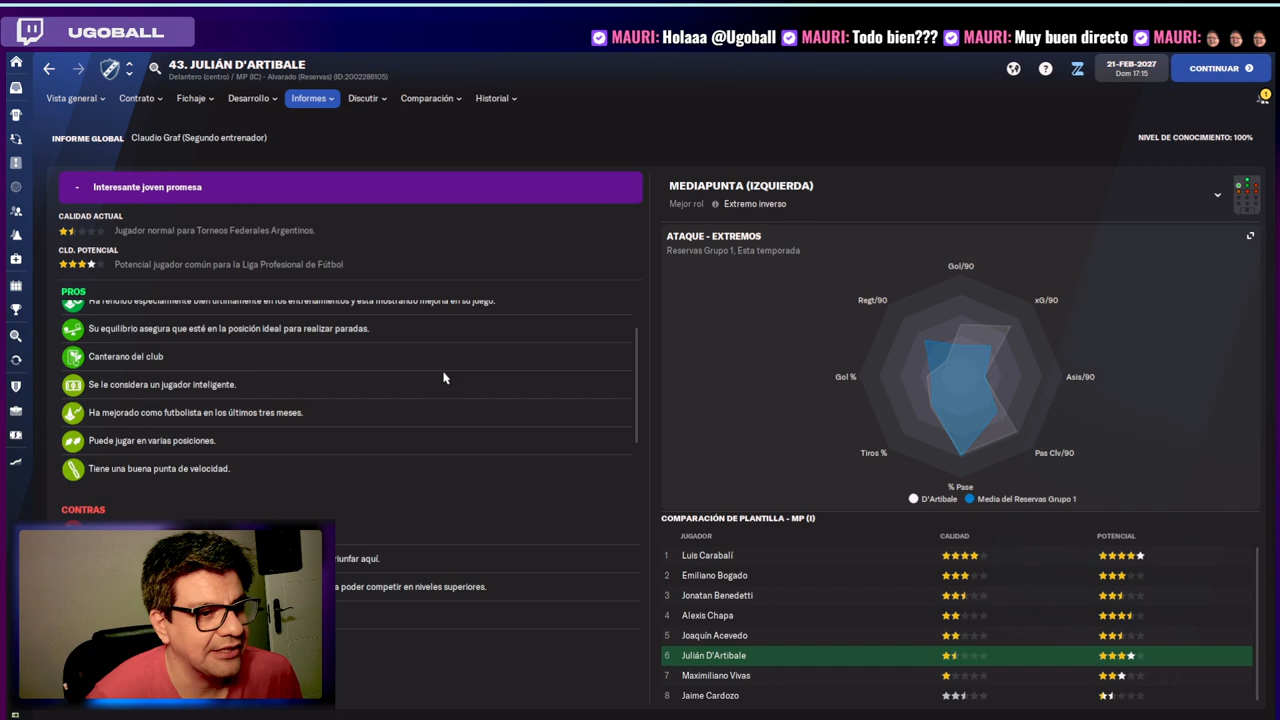 UGOBALL
MAURI: Holaaa @Ugoball MAURI: Todo bien??? MAURI: Muy buen directo MAURI:
43. JULIÁN D'ARTIBALE
Delantero (centro) / MP (IC) - Alvarado (Reservas) (ID:2002286105)
21-FEB-2027
Dom 17:15
CONTINUAR
Vista general Contrato Fichaje Desarrollo Informes Discutir Comparación Historial
1
INFORME GLOBAL Claudio Graf (Segundo entrenador)
NIVEL DE CONOCIMIENTO: 100%
- Interesante joven promesa
CALIDAD ACTUAL
Jugador normal para Torneos Federales Argentinos.
CLD. POTENCIAL
Potencial jugador común para la Liga Profesional de Fútbol
PROS
Ha rendido especialmente bien últimamente en los entrenamientos y está mostrando mejoría en su juego.
Su equilibrio asegura que esté en la posición ideal para realizar paradas.
Canterano del club
Se le considera un jugador inteligente.
Ha mejorado como futbolista en los últimos tres meses.
Puede jugar en varias posiciones.
Tiene una buena punta de velocidad.
CONTRAS
riunfar aquí.
a poder competir en niveles superiores.
MEDIAPUNTA (IZQUIERDA)
Mejor rol Extremo inverso
ATAQUE - EXTREMOS
Reservas Grupo 1, Esta temporada
Gol/90
Regt/90
xG/90
Gol %
Asis/90
Tiros %
Pas Clv/90
% Pase
D'Artibale Media del Reservas Grupo 1
COMPARACIÓN DE PLANTILLA - MP (I)
JUGADOR CALIDAD POTENCIAL
1 Luis Carabalí
2 Emiliano Bogado
3 Jonatan Benedetti
4 Alexis Chapa
5 Joaquín Acevedo
6 Julián D'Artibale
7 Maximiliano Vivas
8 Jaime Cardozo